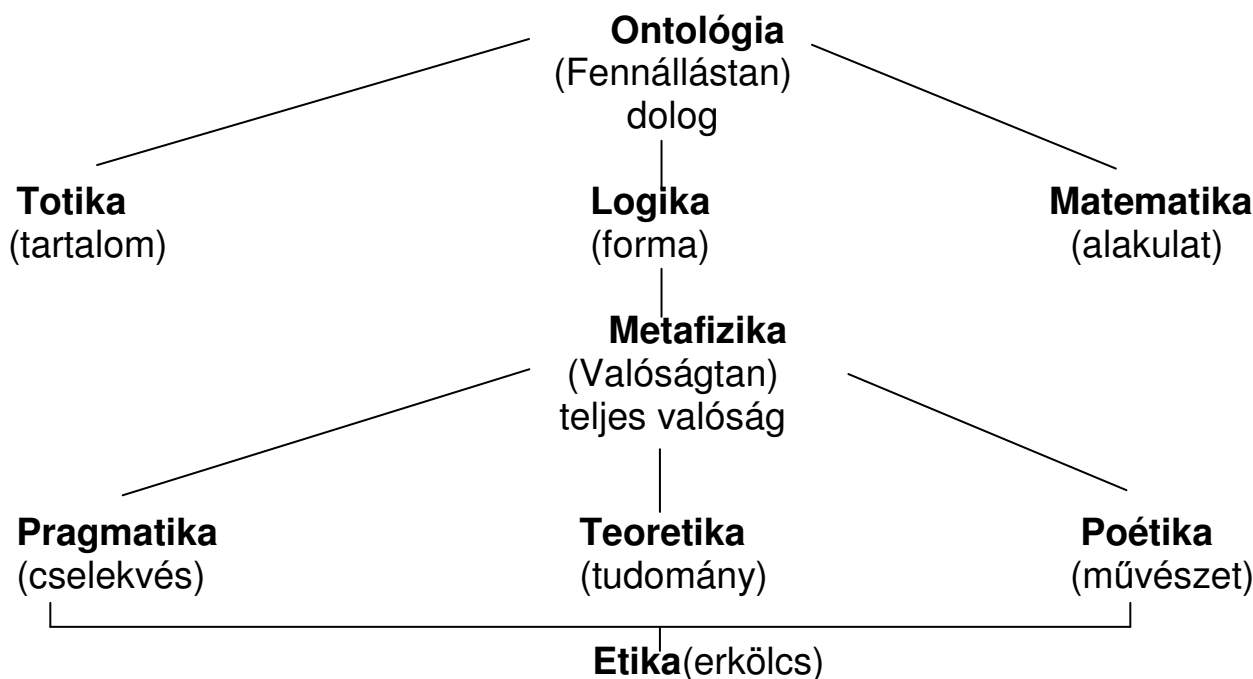 Ontológia
(Fennállástan)
dolog
Totika Logika Matematika
(tartalom) (forma) (alakulat)
Metafizika
(Valóságtan)
teljes valóság
Pragmatika Teoretika Poétika
(cselekvés) (tudomány) (művészet)
Etika(erkölcs)